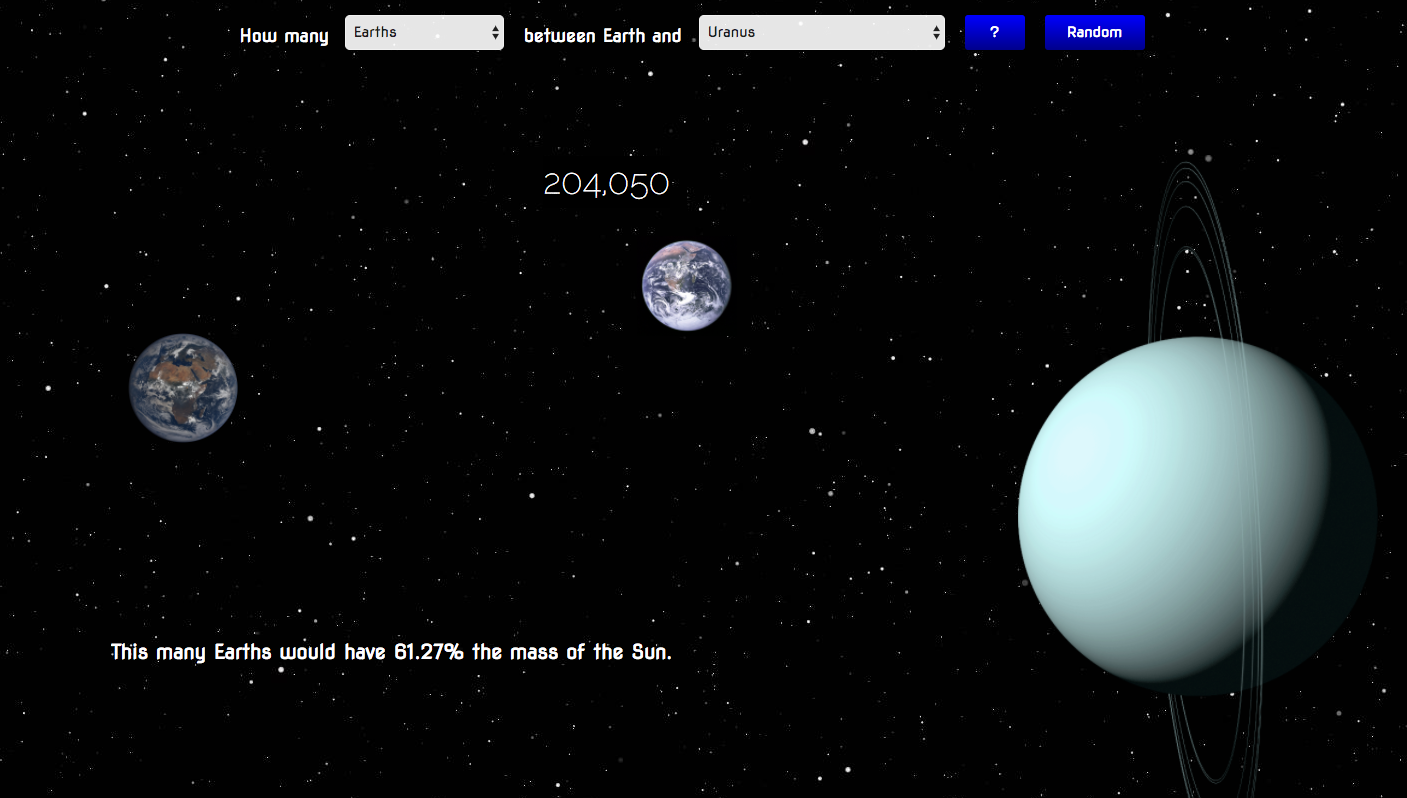 How many Earths between Earth and Uranus ? Random
204,050
This many Earths would have 61.27% the mass of the Sun.